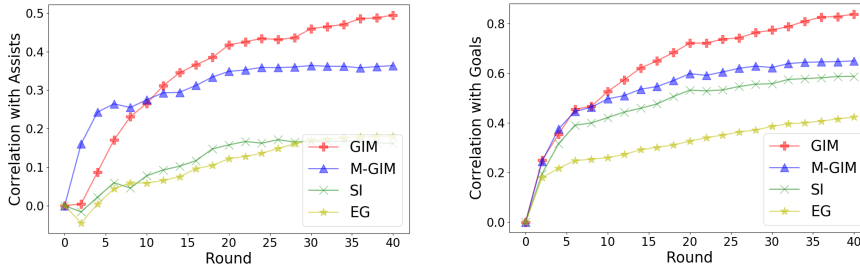 0.5
0.4
0.3
0.2
0.1
0.0
Correlation with Assists
0 5 10 15 20 25 30 35 40
Round
GIM
M-GIM
SI
EG
0.8
0.6
0.4
0.2
0.0
Correlation with Goals
0 5 10 15 20 25 30 35 40
Round
GIM
M-GIM
SI
EG